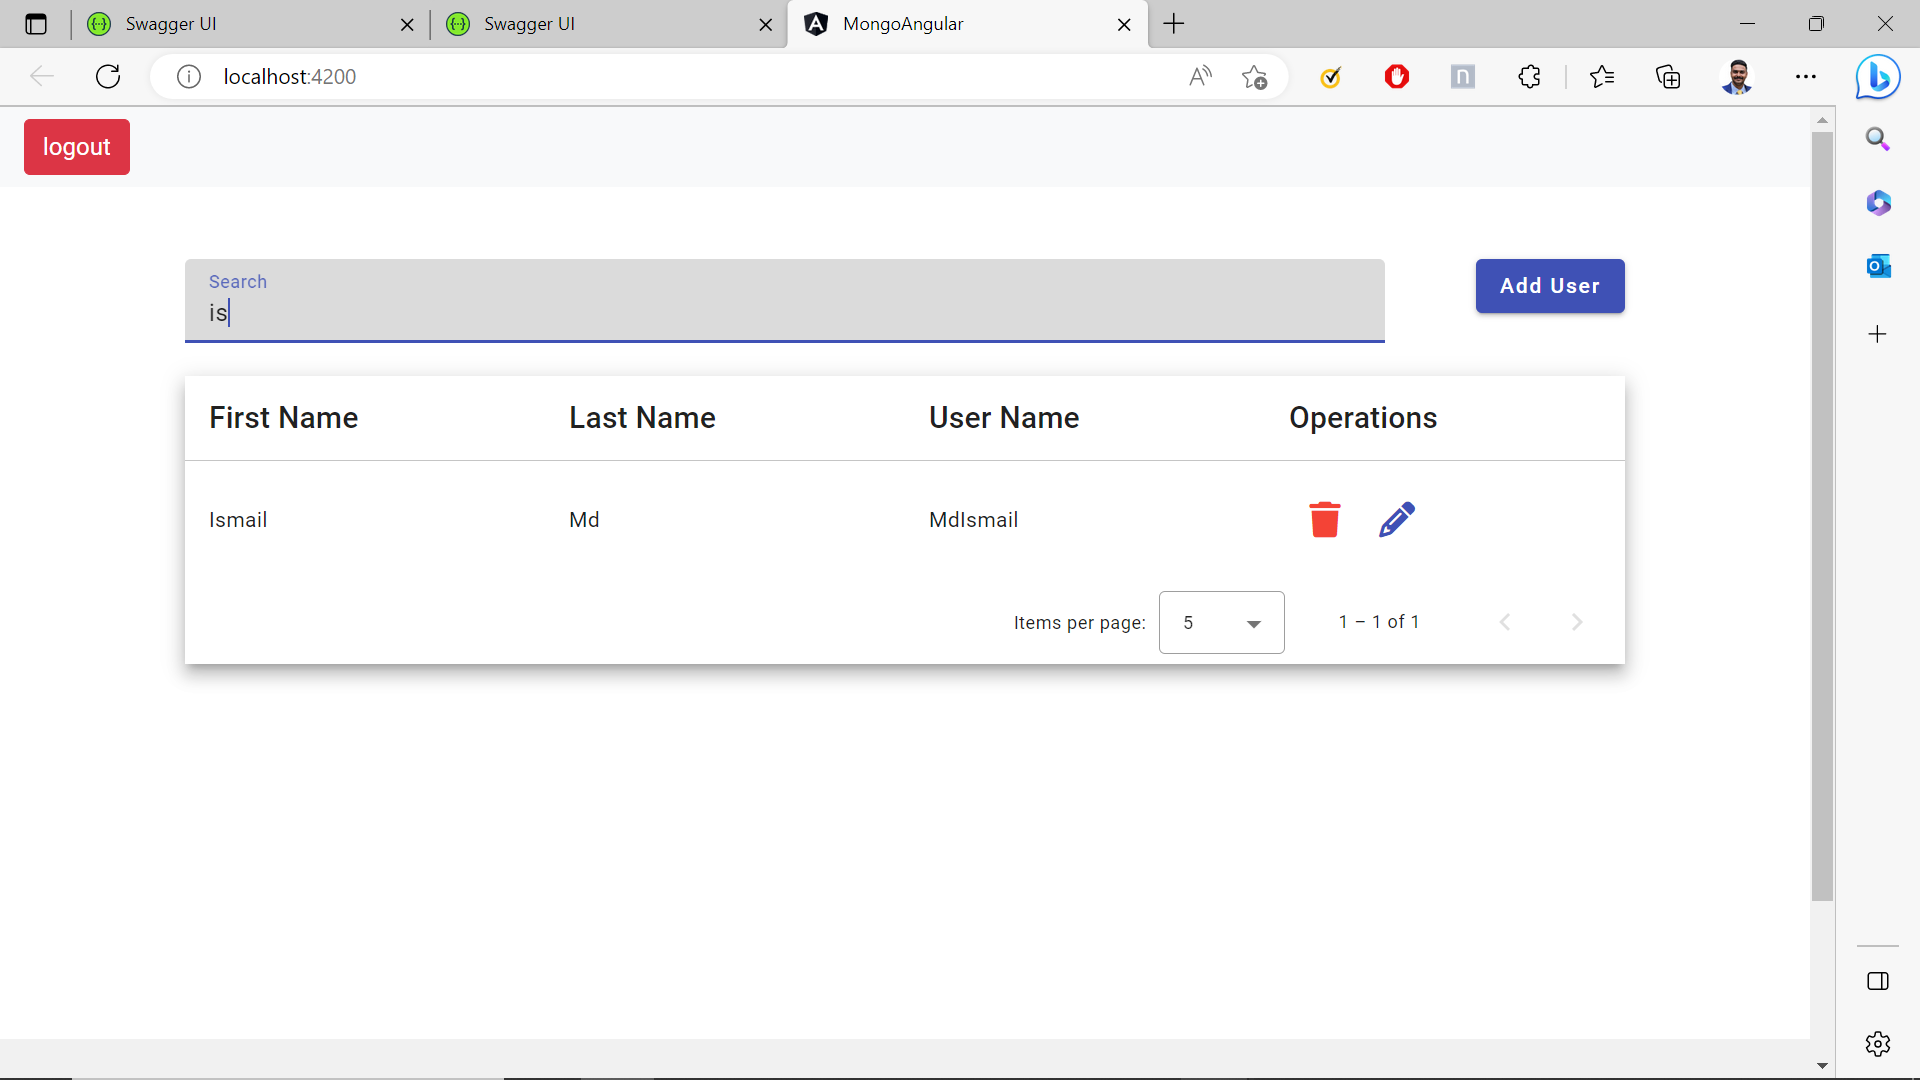 Swagger UI
Swagger UI
MongoAngular
localhost:4200
logout
Search
is
Add User
First Name Last Name User Name Operations
Ismail Md MdIsmail
Items per page: 5 1 – 1 of 1